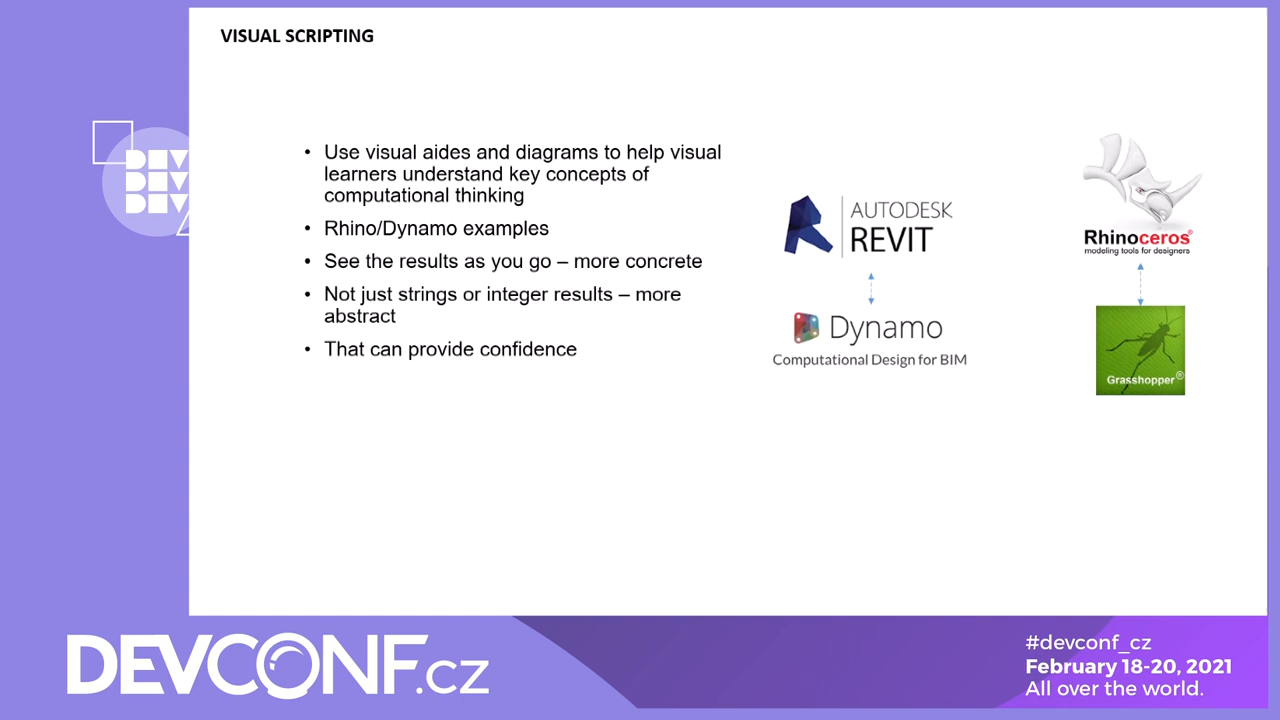 VISUAL SCRIPTING
DEV
DEV
DEV
• Use visual aides and diagrams to help visual
learners understand key concepts of
computational thinking
• Rhino/Dynamo examples
• See the results as you go – more concrete
• Not just strings or integer results – more
abstract
• That can provide confidence
AUTODESK
REVIT
Dynamo
Computational Design for BIM
Rhinoceros®
modeling tools for designers
Grasshopper®
DEVCONF.cz
#devconf_cz
February 18-20, 2021
All over the world.